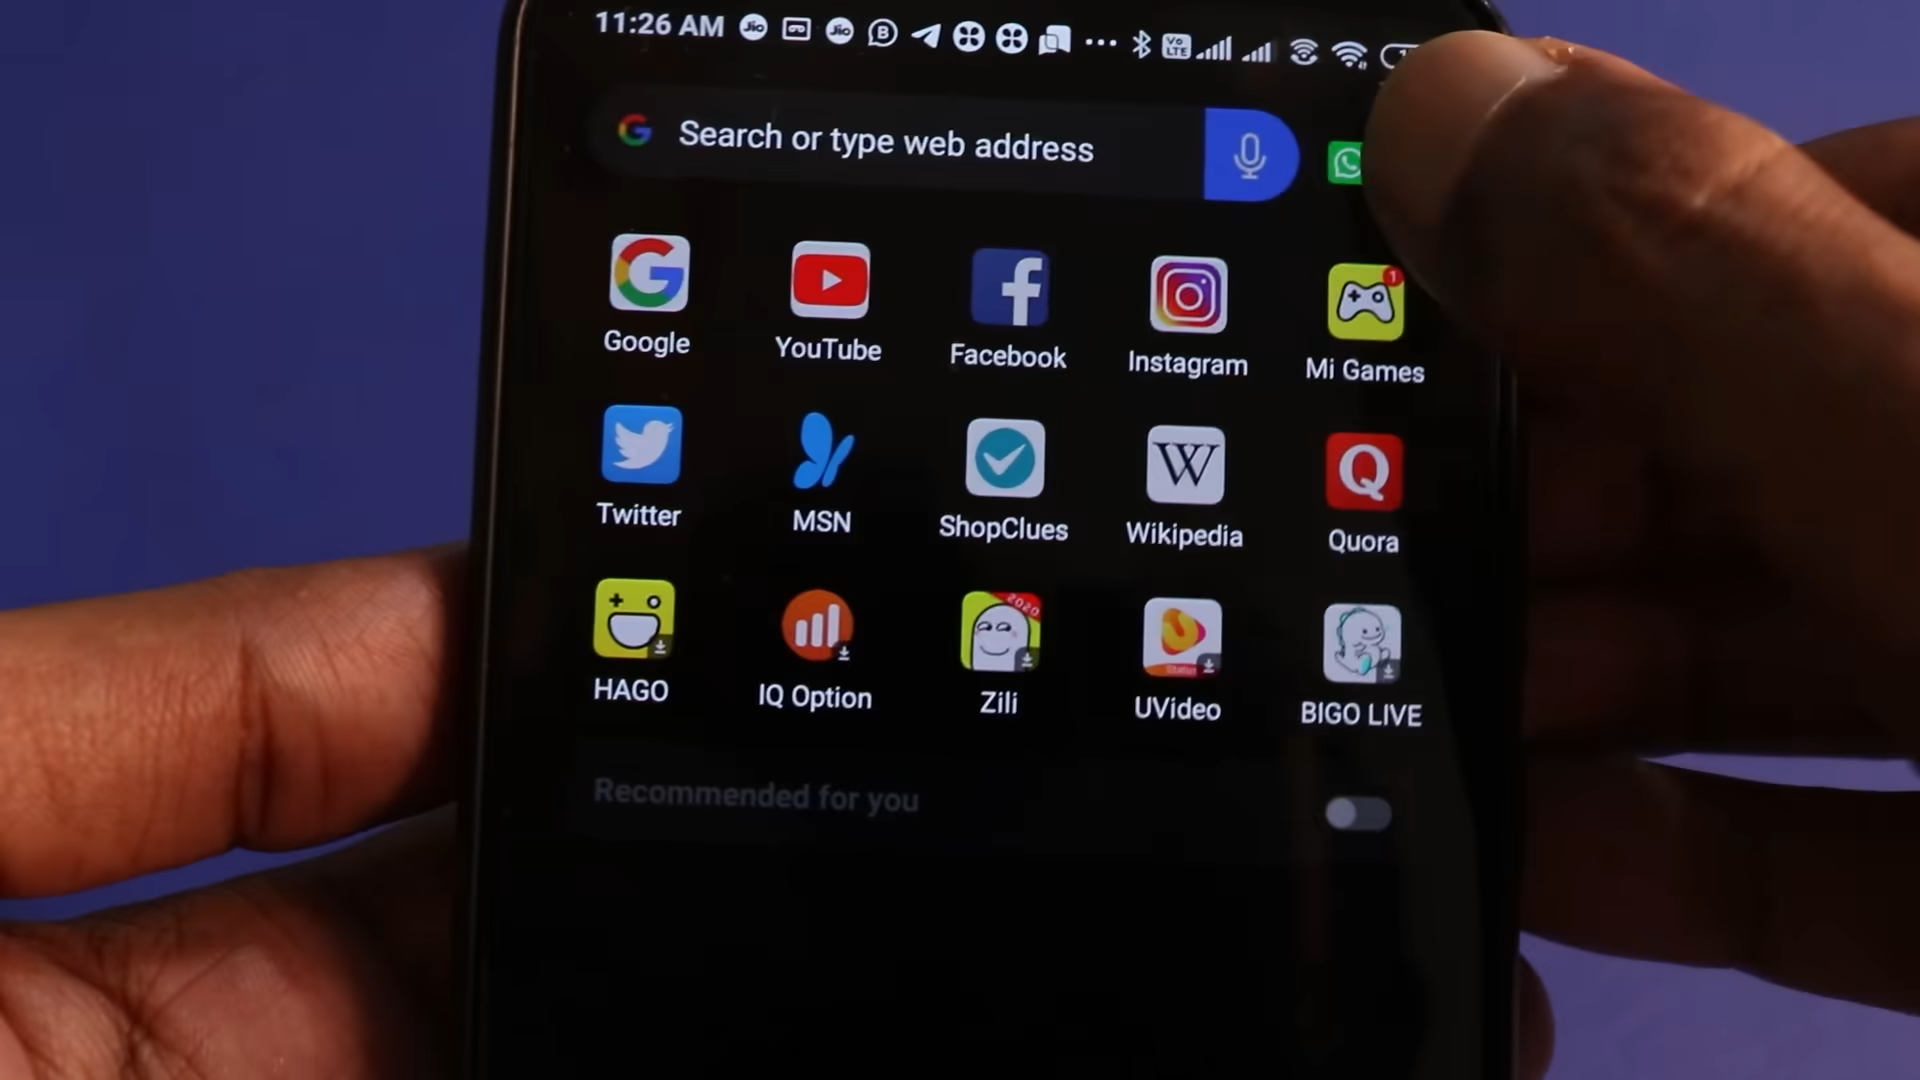 11:26 AM
Search or type web address
Google YouTube Facebook Instagram Mi Games
Twitter MSN ShopClues Wikipedia Quora
HAGO IQ Option Zili UVideo BIGO LIVE
Recommended for you